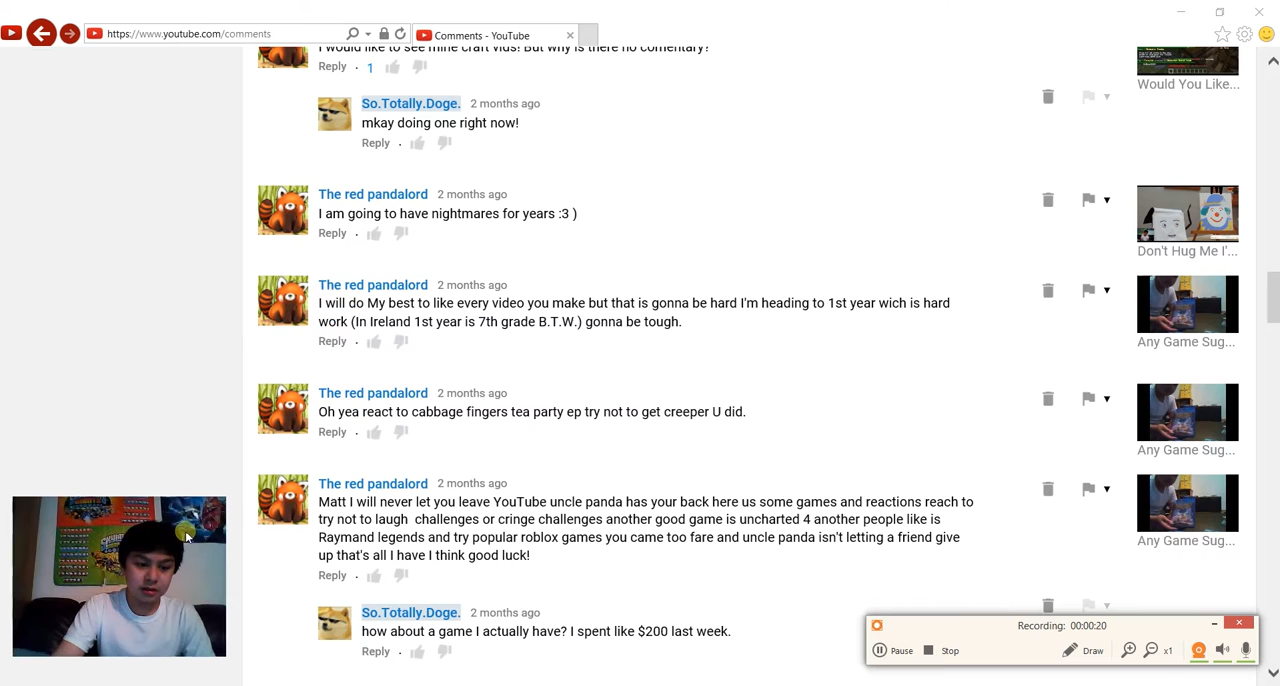 https://www.youtube.com/comments
Comments - YouTube
I would like to see mine craft vids! But why is there no comentary?
Reply . 1
Would You Like...
So.Totally.Doge. 2 months ago
mkay doing one right now!
Reply .
The red pandalord 2 months ago
I am going to have nightmares for years :3 )
Reply .
Don't Hug Me I'...
The red pandalord 2 months ago
I will do My best to like every video you make but that is gonna be hard I'm heading to 1st year wich is hard
work (In Ireland 1st year is 7th grade B.T.W.) gonna be tough.
Reply .
Any Game Sug...
The red pandalord 2 months ago
Oh yea react to cabbage fingers tea party ep try not to get creeper U did.
Reply .
Any Game Sug...
The red pandalord 2 months ago
Matt I will never let you leave YouTube uncle panda has your back here us some games and reactions reach to
try not to laugh challenges or cringe challenges another good game is uncharted 4 another people like is
Raymand legends and try popular roblox games you came too fare and uncle panda isn't letting a friend give
up that's all I have I think good luck!
Reply .
Any Game Sug...
So.Totally.Doge. 2 months ago
how about a game I actually have? I spent like $200 last week.
Reply .
Recording: 00:00:20
Pause Stop Draw x1